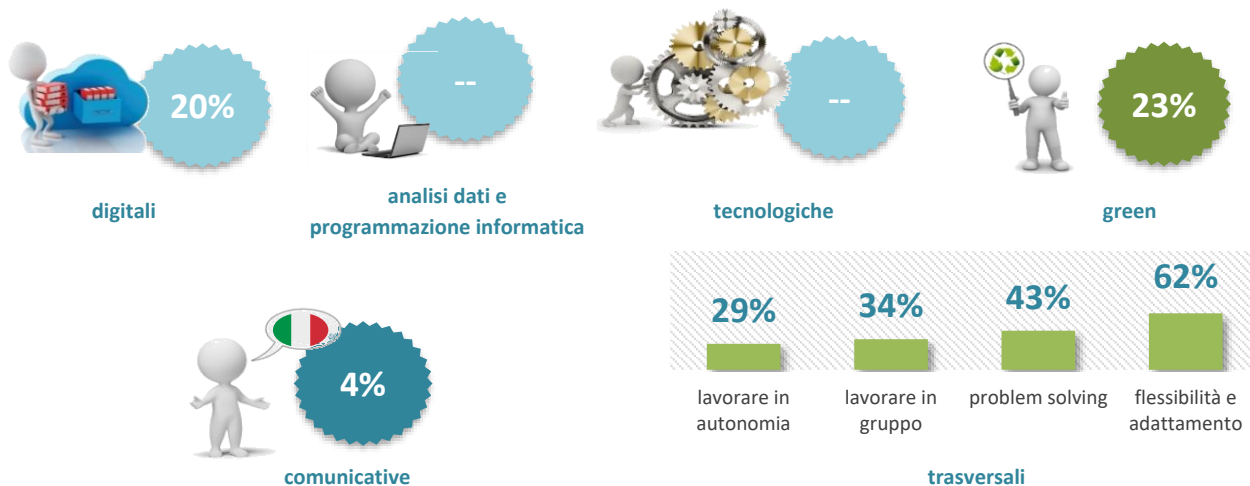 20%
--
--
23%
digitali
analisi dati e
programmazione informatica
tecnologiche
green
4%
comunicative
29%
34%
43%
62%
lavorare in
autonomia
lavorare in
gruppo
problem solving
flessibilità e
adattamento
trasversali